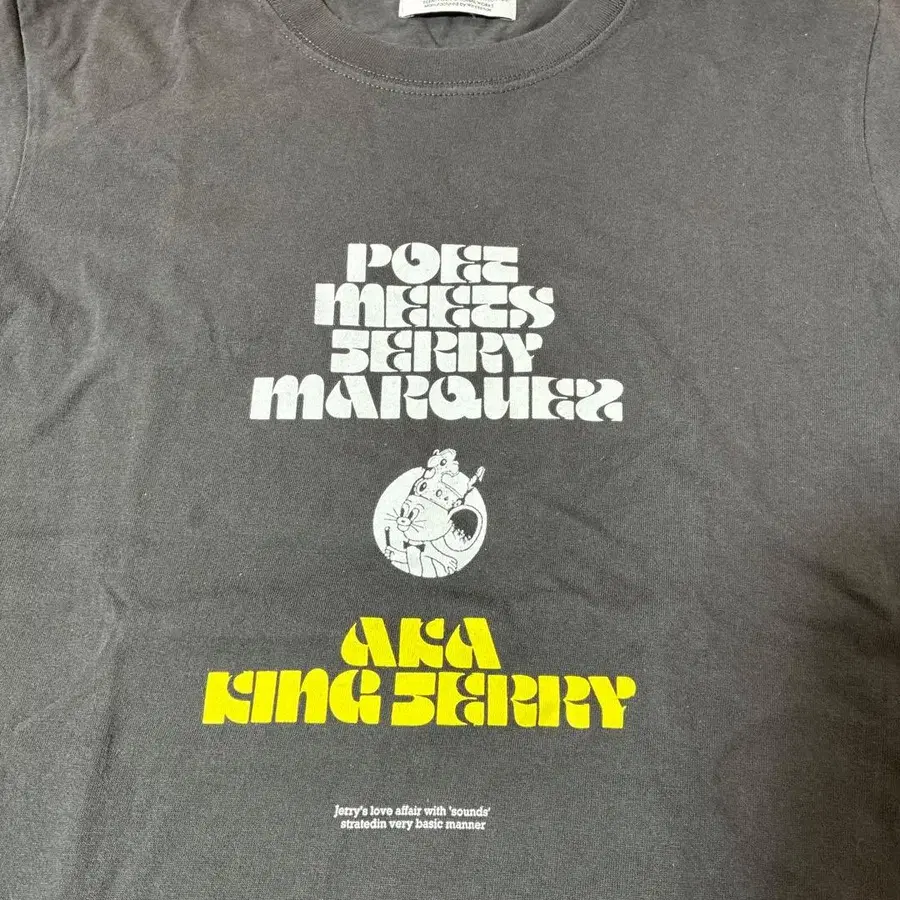 POET
MEETS
JERRY
MARQUEZ
AKA
KING JERRY
Jerry's love affair with 'sounds'
stratedin very basic manner